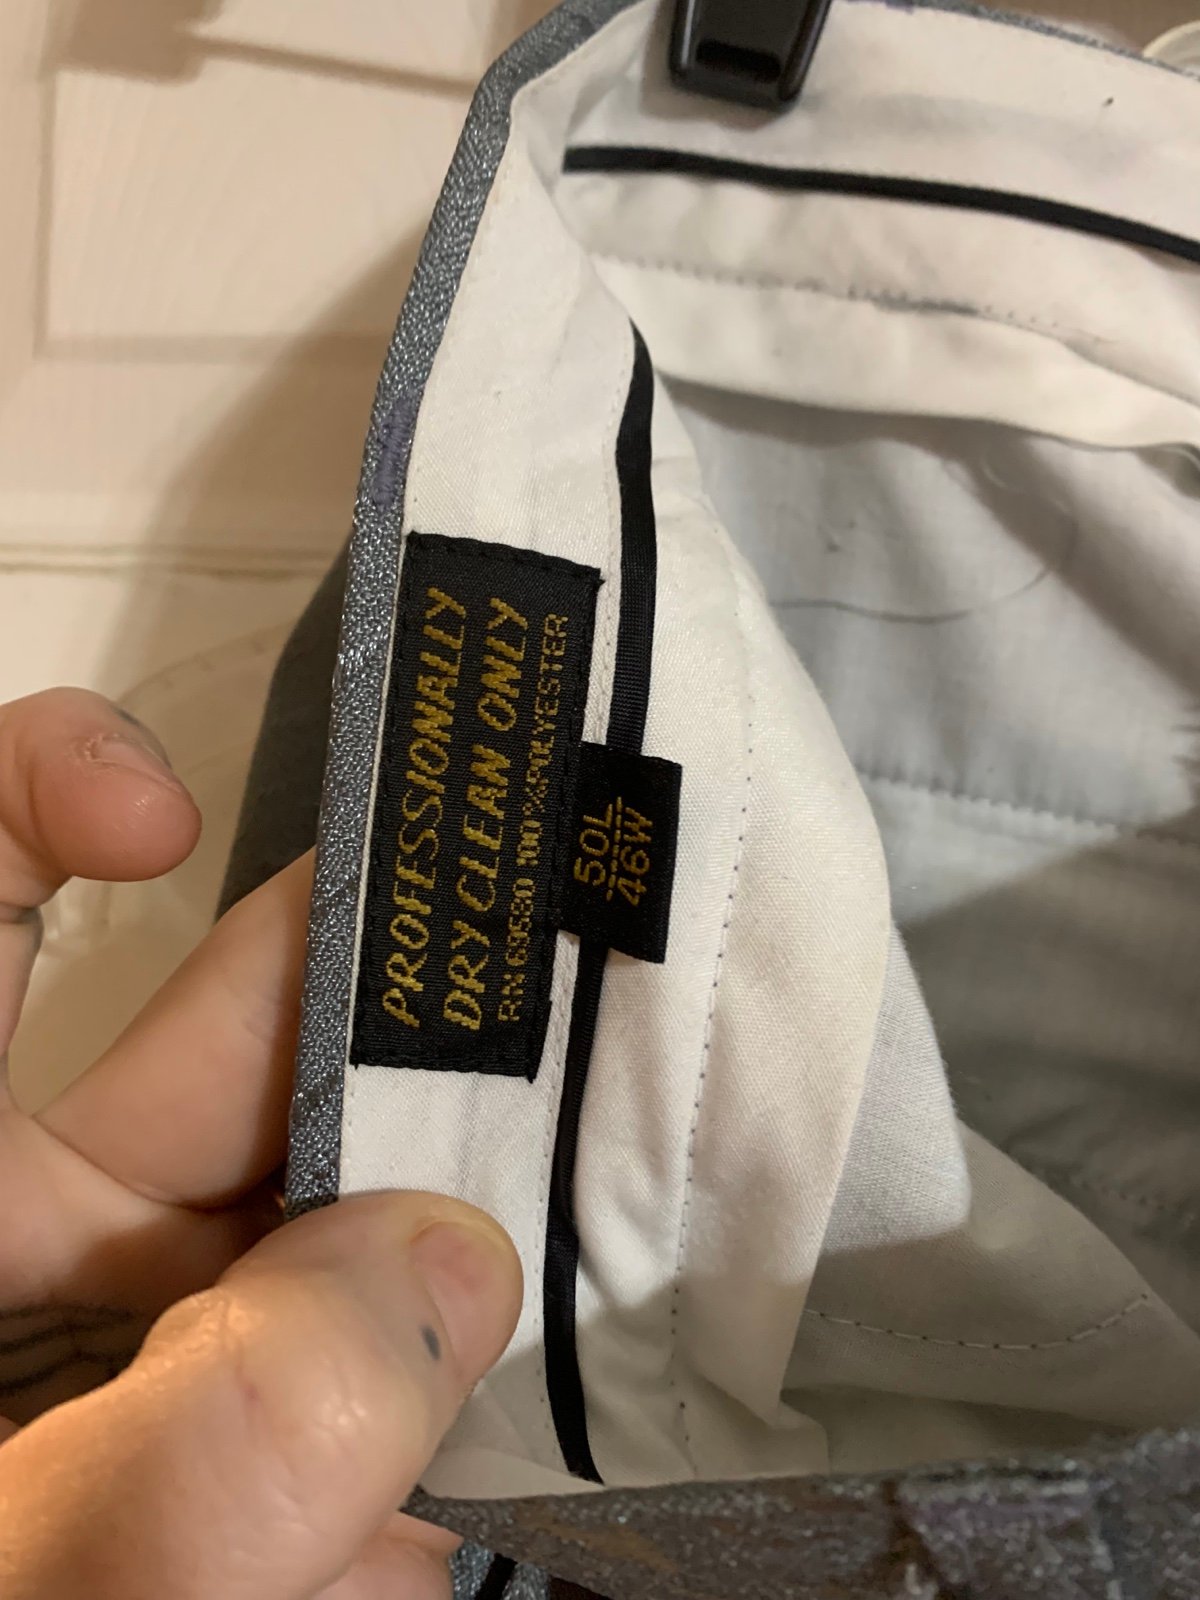 PROFESSIONALLY
DRY CLEAN ONLY
RN 69580 100%POLYESTER
50L
46W